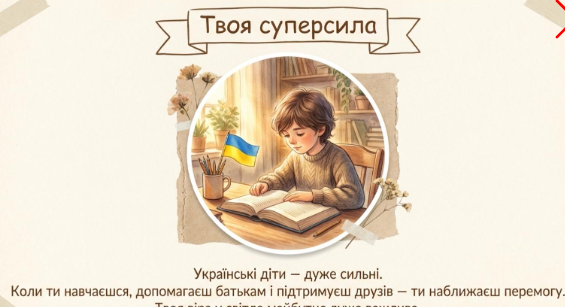 Твоя суперсила
Українські діти — дуже сильні.
Коли ти навчаєшся, допомагаєш батькам і підтримуєш друзів — ти наближаєш перемогу.